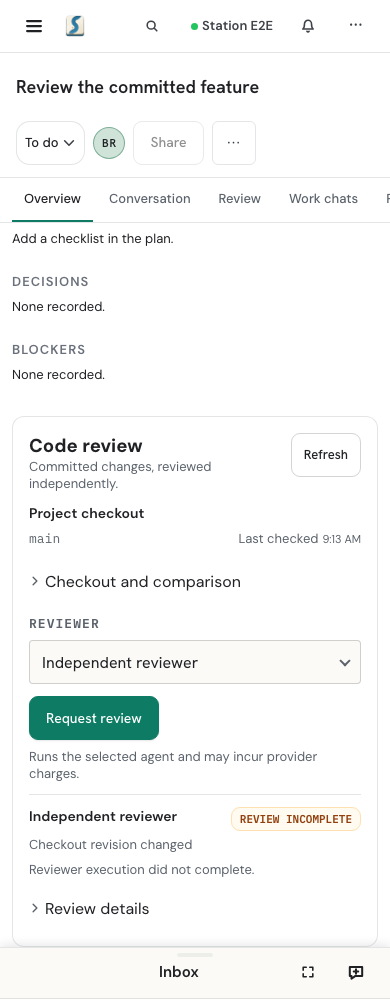 Station E2E
Review the committed feature
To do
BR
Share
Overview
Conversation
Review
Work chats
Add a checklist in the plan.
DECISIONS
None recorded.
BLOCKERS
None recorded.
Code review
Refresh
Committed changes, reviewed
independently.
Project checkout
main
Last checked 9:13 AM
Checkout and comparison
REVIEWER
Independent reviewer
Request review
Runs the selected agent and may incur provider
charges.
Independent reviewer
REVIEW INCOMPLETE
Checkout revision changed
Reviewer execution did not complete.
Review details
Inbox